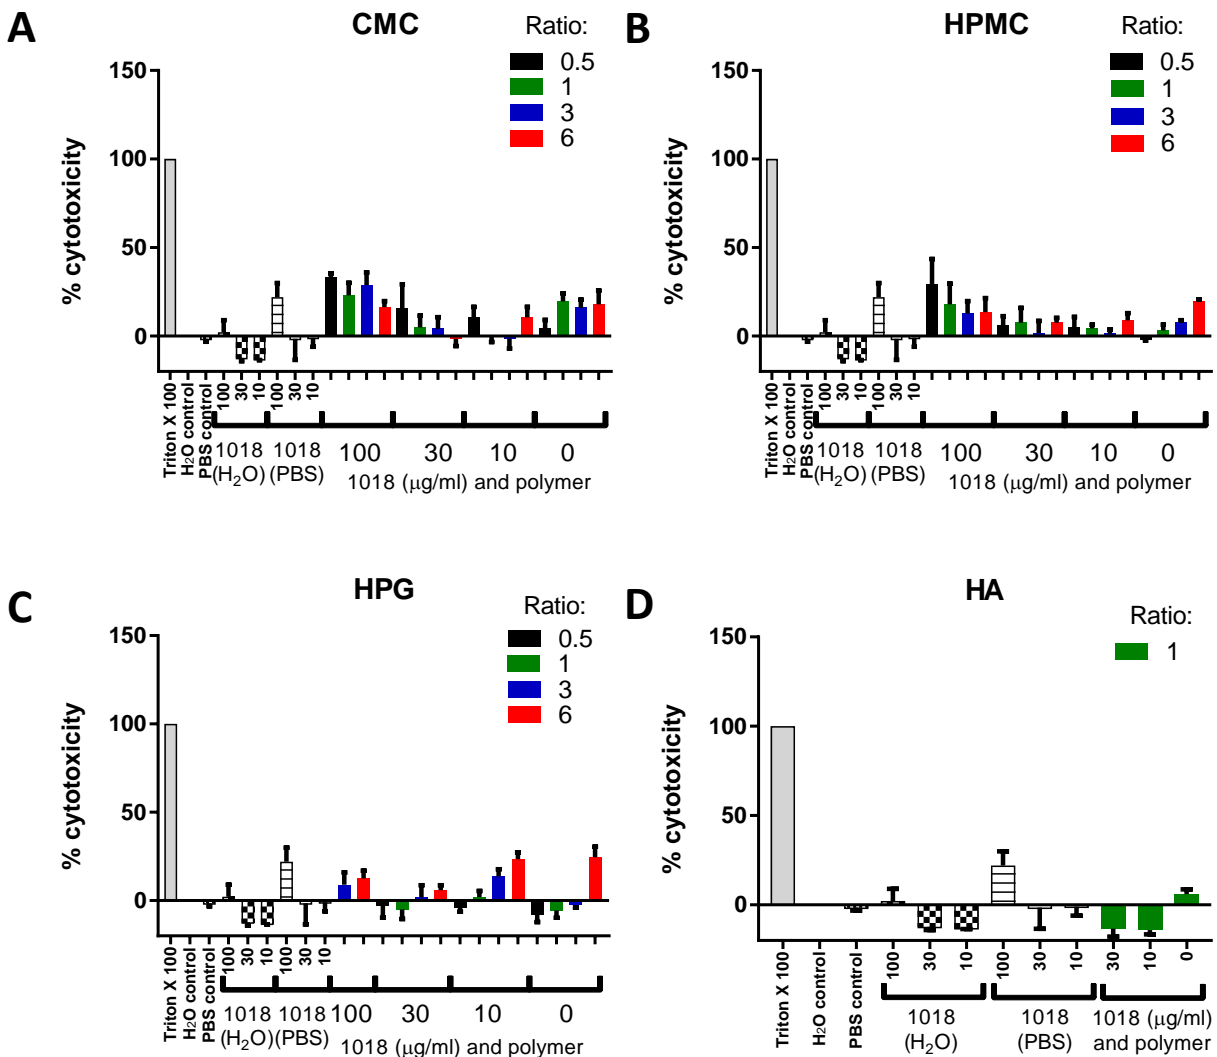 A
CMC
Ratio:
0.5
1
3
6
% cytotoxicity
150
100
50
0
Triton X 100
H2O control
PBS control
100
30
10
100
30
10
1018
(H2O)
1018
(PBS)
100
30
10
0
1018 (μg/ml) and polymer
B
HPMC
Ratio:
0.5
1
3
6
% cytotoxicity
150
100
50
0
Triton X 100
H2O control
PBS control
100
30
10
100
30
10
1018
(H2O)
1018
(PBS)
100
30
10
0
1018 (μg/ml) and polymer
C
HPG
Ratio:
0.5
1
3
6
% cytotoxicity
150
100
50
0
Triton X 100
H2O control
PBS control
100
30
10
100
30
10
1018
(H2O)
1018
(PBS)
100
30
10
0
1018 (μg/ml) and polymer
D
HA
Ratio:
1
% cytotoxicity
150
100
50
0
Triton X 100
H2O control
PBS control
100
30
10
100
30
10
30
10
0
1018
(H2O)
1018
(PBS)
1018 (μg/ml)
and polymer